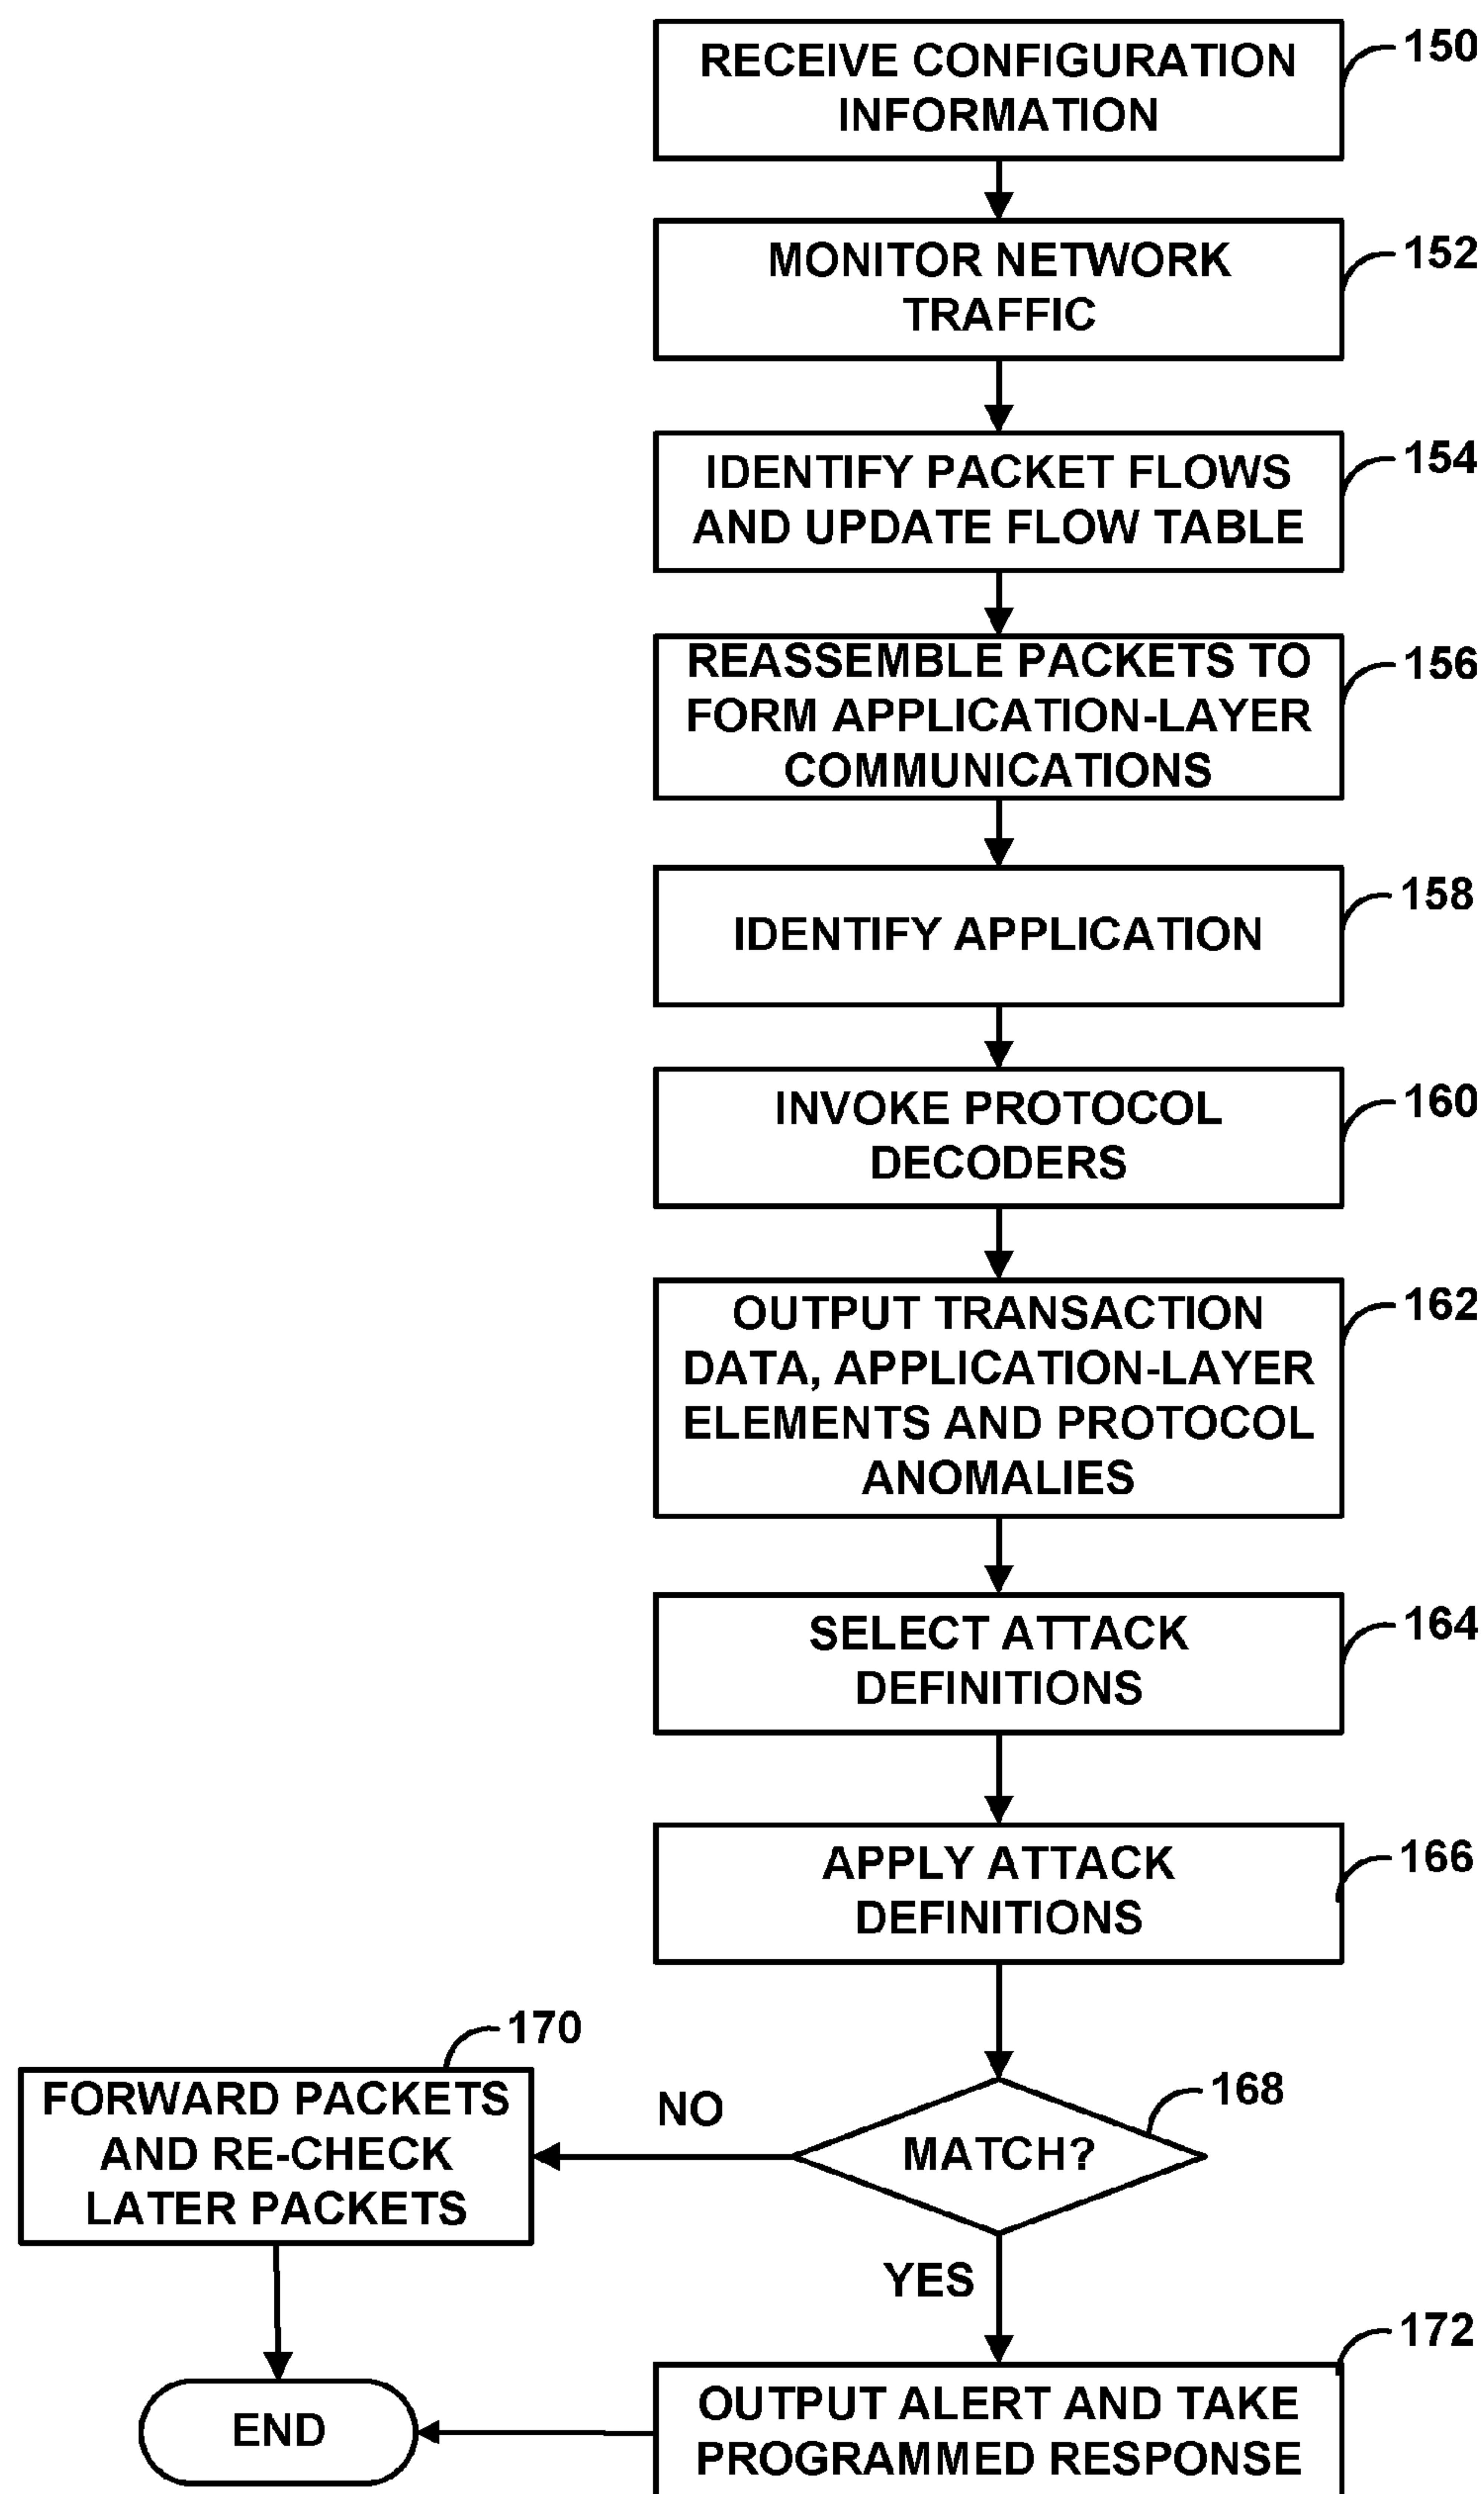 RECEIVE CONFIGURATION
INFORMATION
150
MONITOR NETWORK
TRAFFIC
152
IDENTIFY PACKET FLOWS
AND UPDATE FLOW TABLE
154
REASSEMBLE PACKETS TO
FORM APPLICATION-LAYER
COMMUNICATIONS
156
IDENTIFY APPLICATION
158
INVOKE PROTOCOL
DECODERS
160
OUTPUT TRANSACTION
DATA, APPLICATION-LAYER
ELEMENTS AND PROTOCOL
ANOMALIES
162
SELECT ATTACK
DEFINITIONS
164
APPLY ATTACK
DEFINITIONS
166
MATCH?
168
NO
170
FORWARD PACKETS
AND RE-CHECK
LATER PACKETS
YES
172
OUTPUT ALERT AND TAKE
PROGRAMMED RESPONSE
END